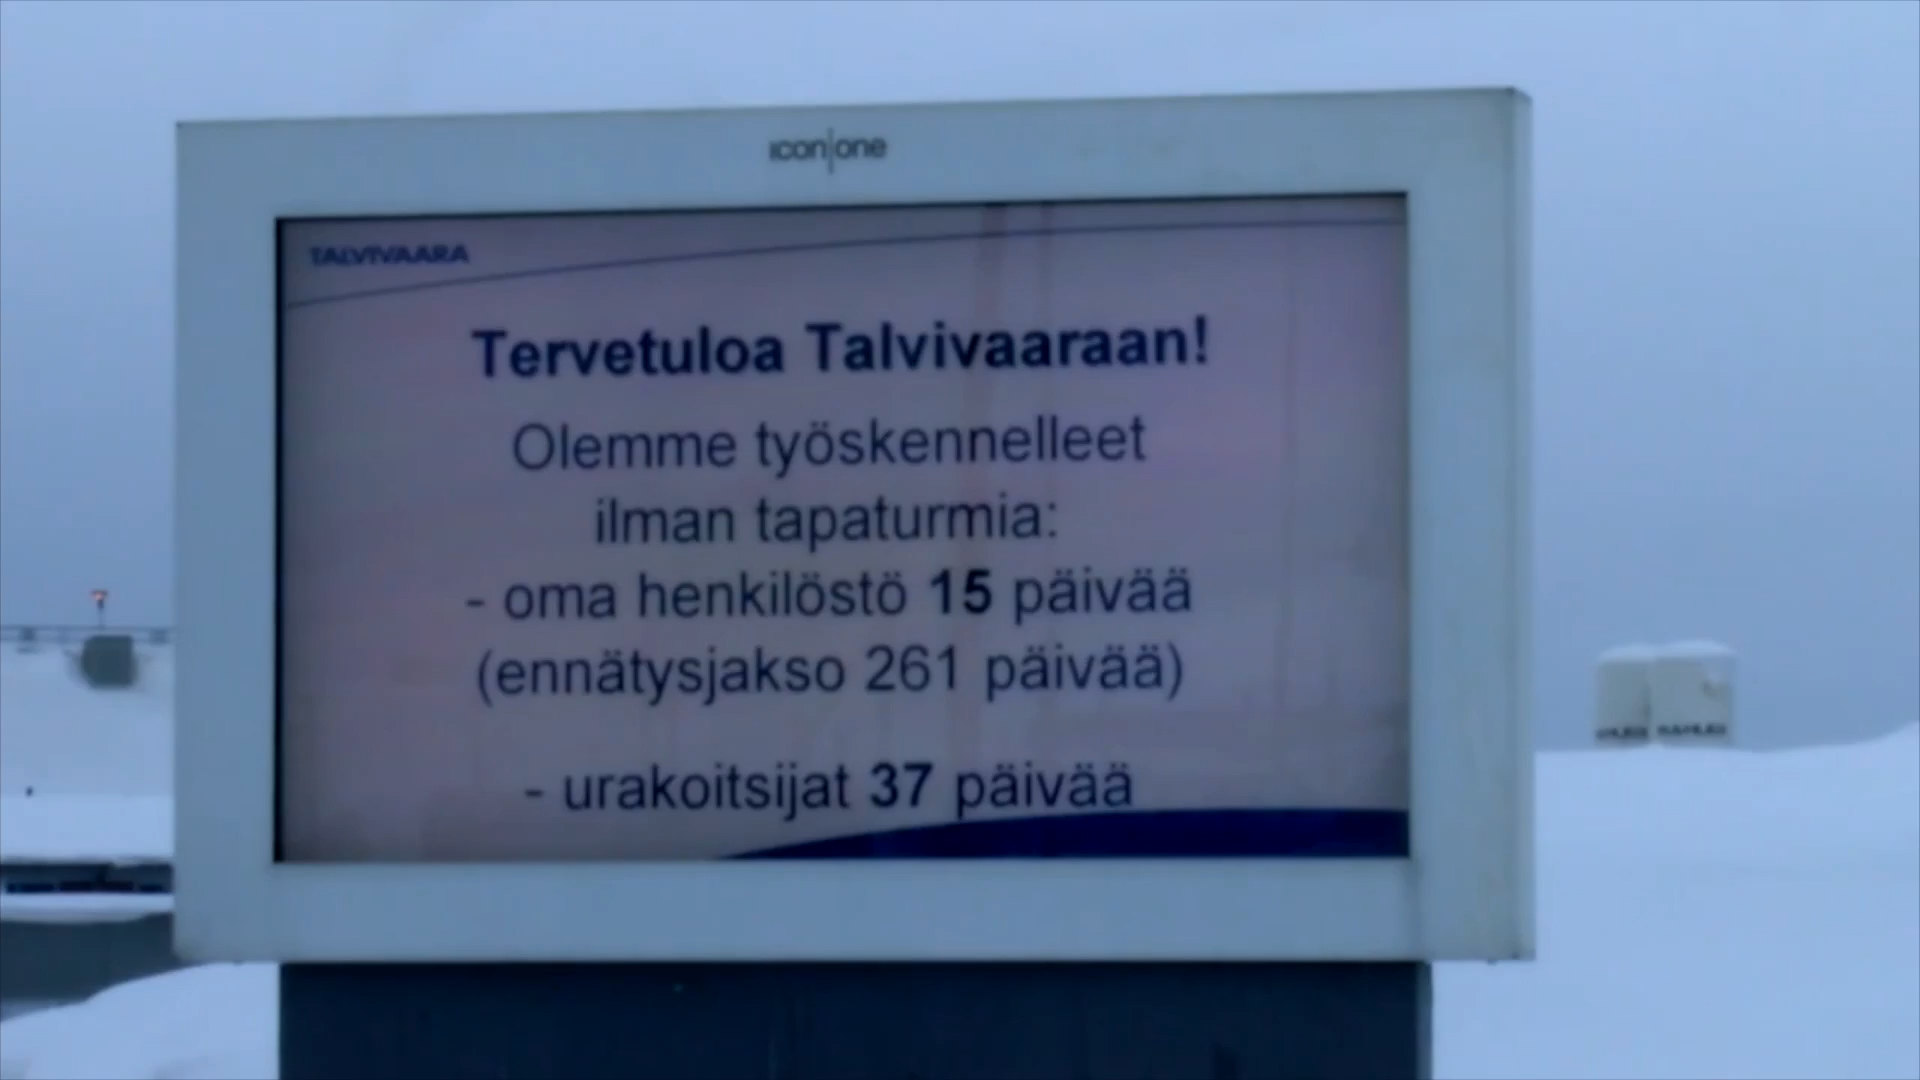 icon|one
TALVIVAARA
Tervetuloa Talvivaaraan!
Olemme työskennelleet
ilman tapaturmia:
- oma henkilöstö 15 päivää
(ennätysjakso 261 päivää)
- urakoitsijat 37 päivää